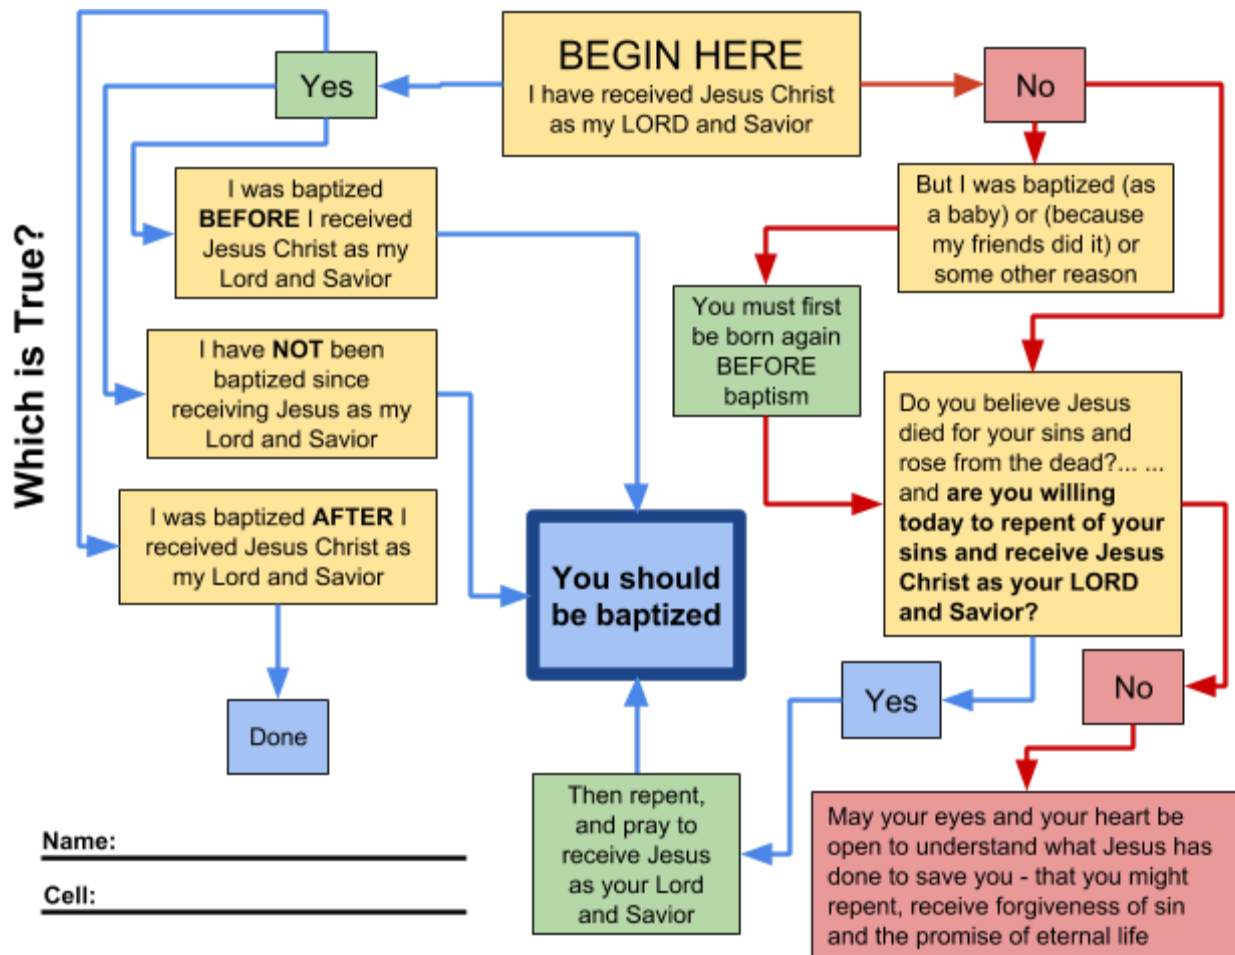 BEGIN HERE
I have received Jesus Christ
as my LORD and Savior
Yes
No
Which is True?
I was baptized
BEFORE I received
Jesus Christ as my
Lord and Savior
I have NOT been
baptized since
receiving Jesus as my
Lord and Savior
I was baptized AFTER I
received Jesus Christ as
my Lord and Savior
Done
But I was baptized (as
a baby) or (because
my friends did it) or
some other reason
You must first
be born again
BEFORE
baptism
Do you believe Jesus
died for your sins and
rose from the dead?... ...
and are you willing
today to repent of your
sins and receive Jesus
Christ as your LORD
and Savior?
Yes
No
You should
be baptized
Then repent,
and pray to
receive Jesus
as your Lord
and Savior
May your eyes and your heart be
open to understand what Jesus has
done to save you - that you might
repent, receive forgiveness of sin
and the promise of eternal life
Name:
Cell: